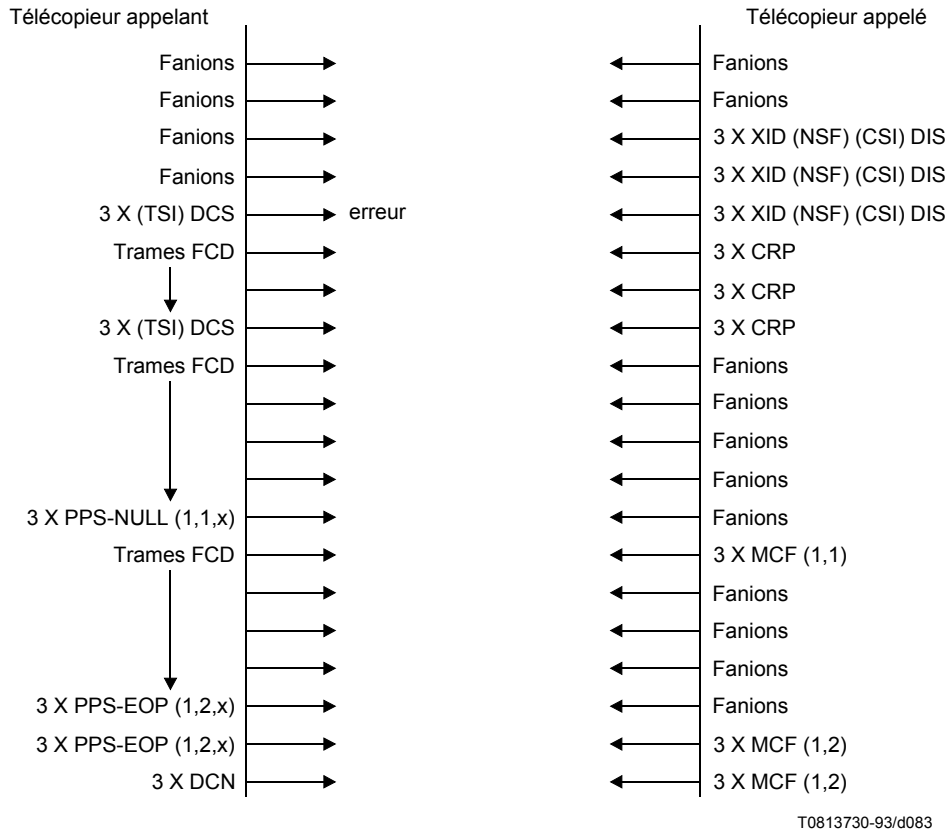 Télécopieur appelant Télécopieur appelé
Fanions Fanions
Fanions Fanions
Fanions 3 X XID (NSF) (CSI) DIS
Fanions 3 X XID (NSF) (CSI) DIS
3 X (TSI) DCS erreur 3 X XID (NSF) (CSI) DIS
Trames FCD 3 X CRP
3 X CRP
3 X (TSI) DCS 3 X CRP
Trames FCD Fanions
Fanions
Fanions
Fanions
3 X PPS-NULL (1,1,x) Fanions
Trames FCD 3 X MCF (1,1)
Fanions
Fanions
Fanions
3 X PPS-EOP (1,2,x) Fanions
3 X PPS-EOP (1,2,x) 3 X MCF (1,2)
3 X DCN 3 X MCF (1,2)
T0813730-93/d083